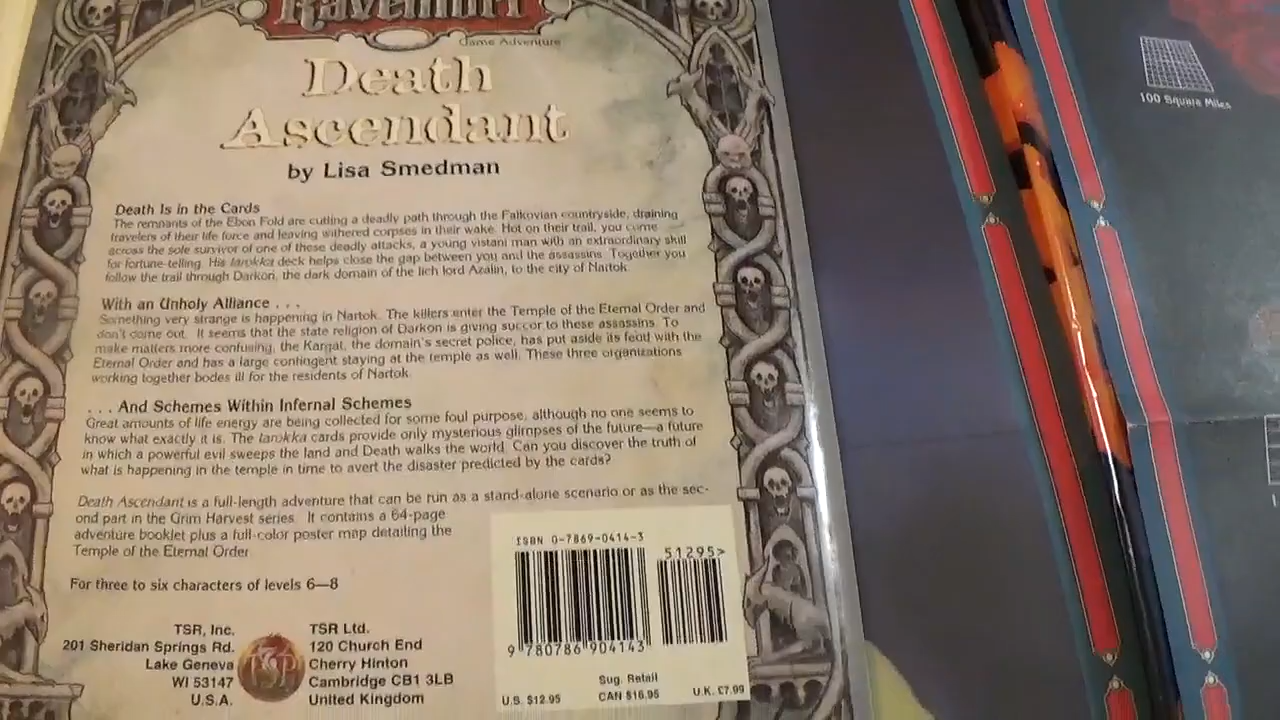 Ravenloft
Game Adventure
Death
Ascendant
by Lisa Smedman
Death Is in the Cards
The remnants of the Ebon Fold are cutting a deadly path through the Falkovian countryside, draining
travelers of their life force and leaving withered corpses in their wake. Hot on their trail, you come
across the sole survivor of one of these deadly attacks, a young vistani man with an extraordinary skill
for fortune-telling. His tarokka deck helps close the gap between you and the assassins. Together you
follow the trail through Darkon, the dark domain of the lich lord Azalin, to the city of Nartok.
With an Unholy Alliance . . .
Something very strange is happening in Nartok. The killers enter the Temple of the Eternal Order and
don't come out. It seems that the state religion of Darkon is giving succor to these assassins. To
make matters more confusing, the Kargat, the domain's secret police, has put aside its feud with the
Eternal Order and has a large contingent staying at the temple as well. These three organizations
working together bodes ill for the residents of Nartok.
. . . And Schemes Within Infernal Schemes
Great amounts of life energy are being collected for some foul purpose, although no one seems to
know what exactly it is. The tarokka cards provide only mysterious glimpses of the future—a future
in which a powerful evil sweeps the land and Death walks the world. Can you discover the truth of
what is happening in the temple in time to avert the disaster predicted by the cards?
Death Ascendant is a full-length adventure that can be run as a stand-alone scenario or as the sec-
ond part in the Grim Harvest series. It contains a 64-page
adventure booklet plus a full-color poster map detailing the
Temple of the Eternal Order.
For three to six characters of levels 6—8
TSR, Inc.
201 Sheridan Springs Rd.
Lake Geneva
WI 53147
U.S.A.
TSR
TSR Ltd.
120 Church End
Cherry Hinton
Cambridge CB1 3LB
United Kingdom
ISBN 0-7869-0414-3
51295>
9 780786 904143
Sug. Retail
U.S. $12.95 CAN $16.95 U.K. £7.99
100 Square Miles